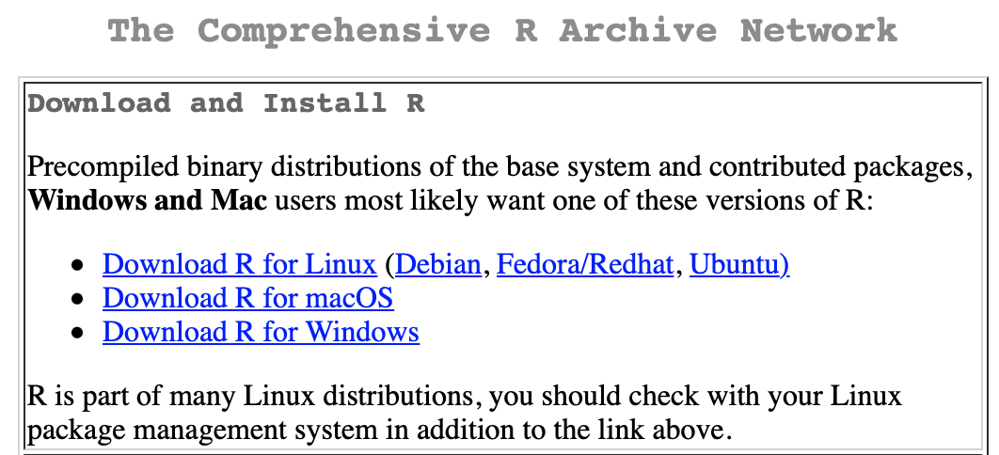 The Comprehensive R Archive Network
Download and Install R
Precompiled binary distributions of the base system and contributed packages,
Windows and Mac users most likely want one of these versions of R:
• Download R for Linux (Debian, Fedora/Redhat, Ubuntu)
• Download R for macOS
• Download R for Windows
R is part of many Linux distributions, you should check with your Linux
package management system in addition to the link above.